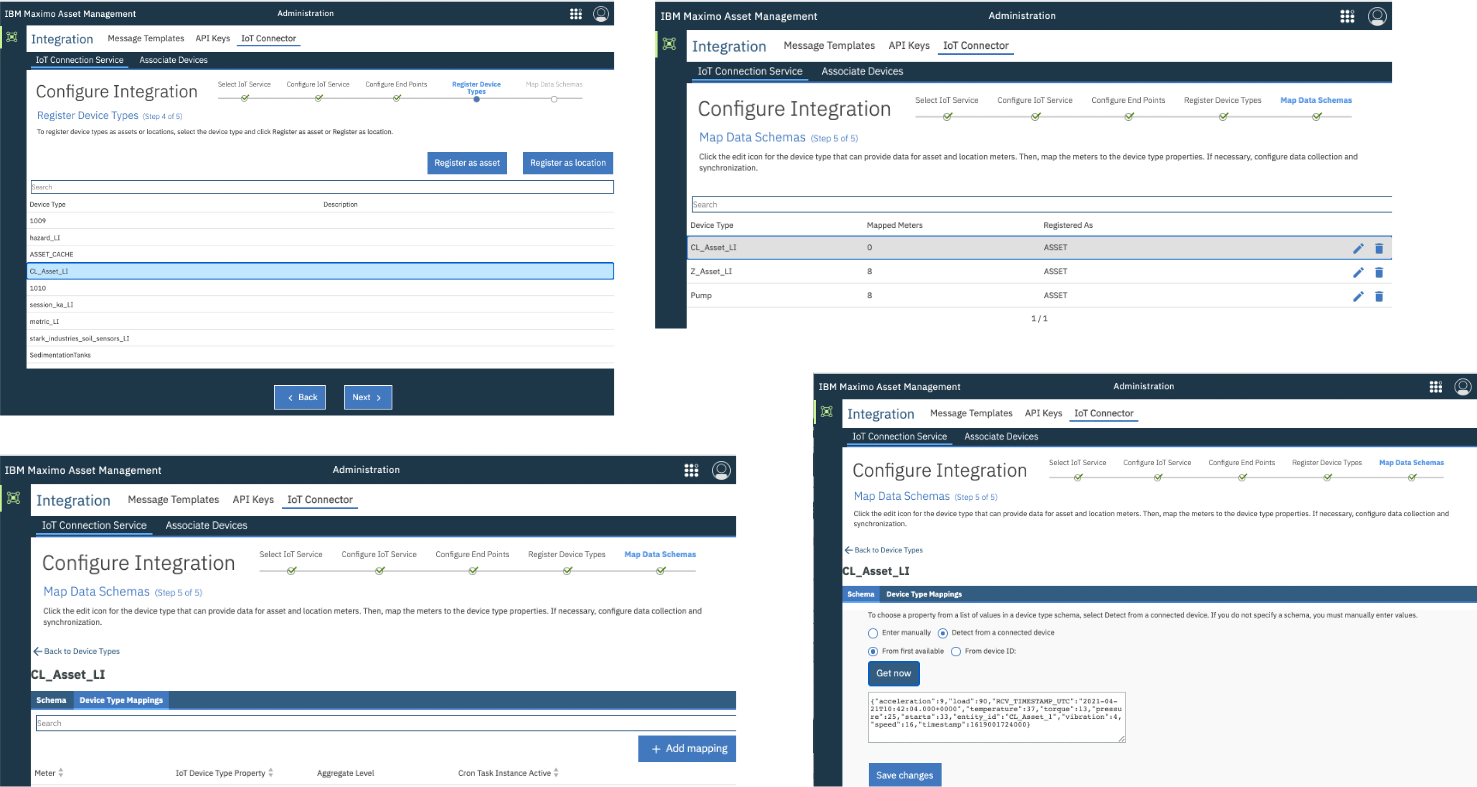 IBM Maximo Asset Management Administration
Integration Message Templates API Keys IoT Connector
IoT Connection Service Associate Devices
Configure Integration
Select IoT Service Configure IoT Service Configure End Points Register Device Types Map Data Schemas
Register Device Types (Step 4 of 5)
To register device types as assets or locations, select the device type and click Register as asset or Register as location.
Register as asset Register as location
Search
Device Type Description
1009
hazard_LI
ASSET_CACHE
CL_Asset_LI
1010
session_ka_LI
metric_LI
stark_industries_soil_sensors_LI
SedimentationTanks
Back Next
IBM Maximo Asset Management Administration
Integration Message Templates API Keys IoT Connector
IoT Connection Service Associate Devices
Configure Integration
Select IoT Service Configure IoT Service Configure End Points Register Device Types Map Data Schemas
Map Data Schemas (Step 5 of 5)
Click the edit icon for the device type that can provide data for asset and location meters. Then, map the meters to the device type properties. If necessary, configure data collection and
synchronization.
Search
Device Type Mapped Meters Registered As
CL_Asset_LI 0 ASSET
Z_Asset_LI 8 ASSET
Pump 8 ASSET
1 / 1
IBM Maximo Asset Management Administration
Integration Message Templates API Keys IoT Connector
IoT Connection Service Associate Devices
Configure Integration
Select IoT Service Configure IoT Service Configure End Points Register Device Types Map Data Schemas
Map Data Schemas (Step 5 of 5)
Click the edit icon for the device type that can provide data for asset and location meters. Then, map the meters to the device type properties. If necessary, configure data collection and
synchronization.
Back to Device Types
CL_Asset_LI
Schema Device Type Mappings
Search
+ Add mapping
Meter IoT Device Type Property Aggregate Level Cron Task Instance Active
IBM Maximo Asset Management Administration
Integration Message Templates API Keys IoT Connector
IoT Connection Service Associate Devices
Configure Integration
Select IoT Service Configure IoT Service Configure End Points Register Device Types Map Data Schemas
Map Data Schemas (Step 5 of 5)
Click the edit icon for the device type that can provide data for asset and location meters. Then, map the meters to the device type properties. If necessary, configure data collection and
synchronization.
Back to Device Types
CL_Asset_LI
Schema Device Type Mappings
To choose a property from a list of values in a device type schema, select Detect from a connected device. If you do not specify a schema, you must manually enter values.
Enter manually Detect from a connected device
From first available From device ID:
Get now
{"acceleration":9,"load":90,"RCV_TIMESTAMP_UTC":"2021-04-
21T10:42:04.000+0000","temperature":37,"torque":13,"pressu
re":25,"starts":33,"entity_id":"CL_Asset_1","vibration":4,
"speed":16,"timestamp":1619001724000}
Save changes